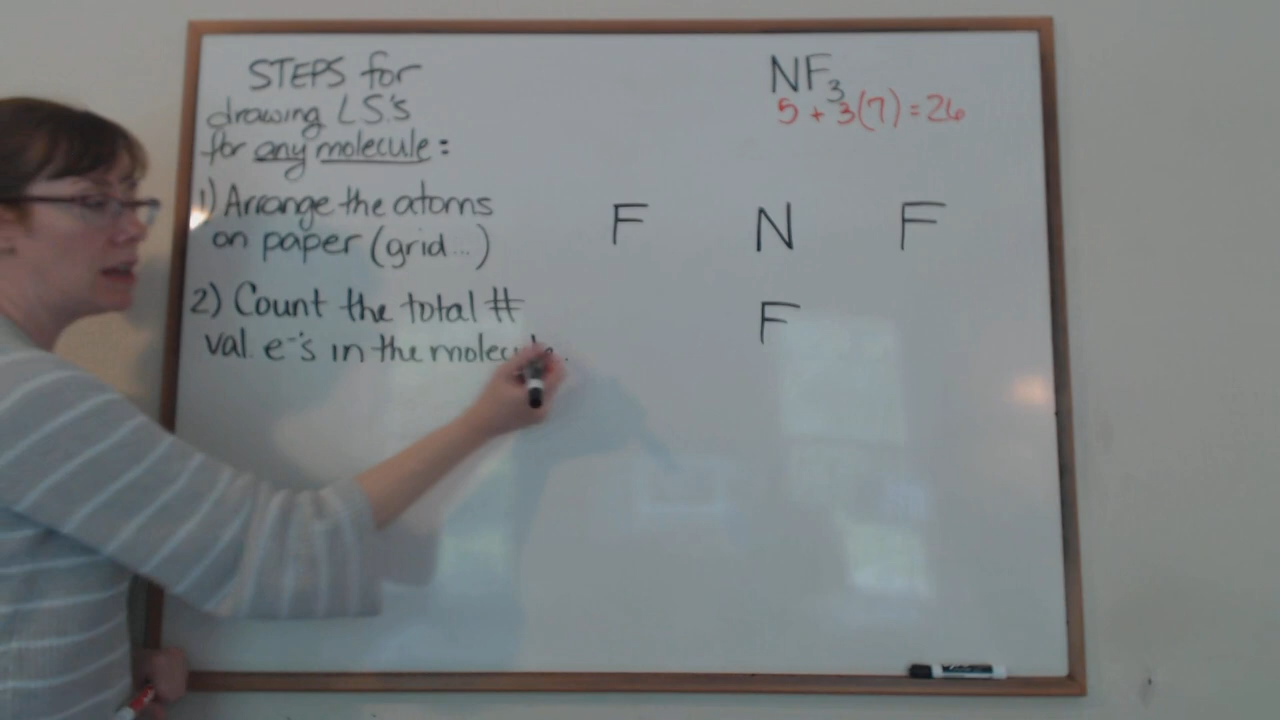 STEPS for
drawing LS's
for any molecule:
1) Arrange the atoms
on paper (grid...)
2) Count the total #
val. e⁻'s in the molecule.
NF₃
5 + 3(7) = 26
F N F
F